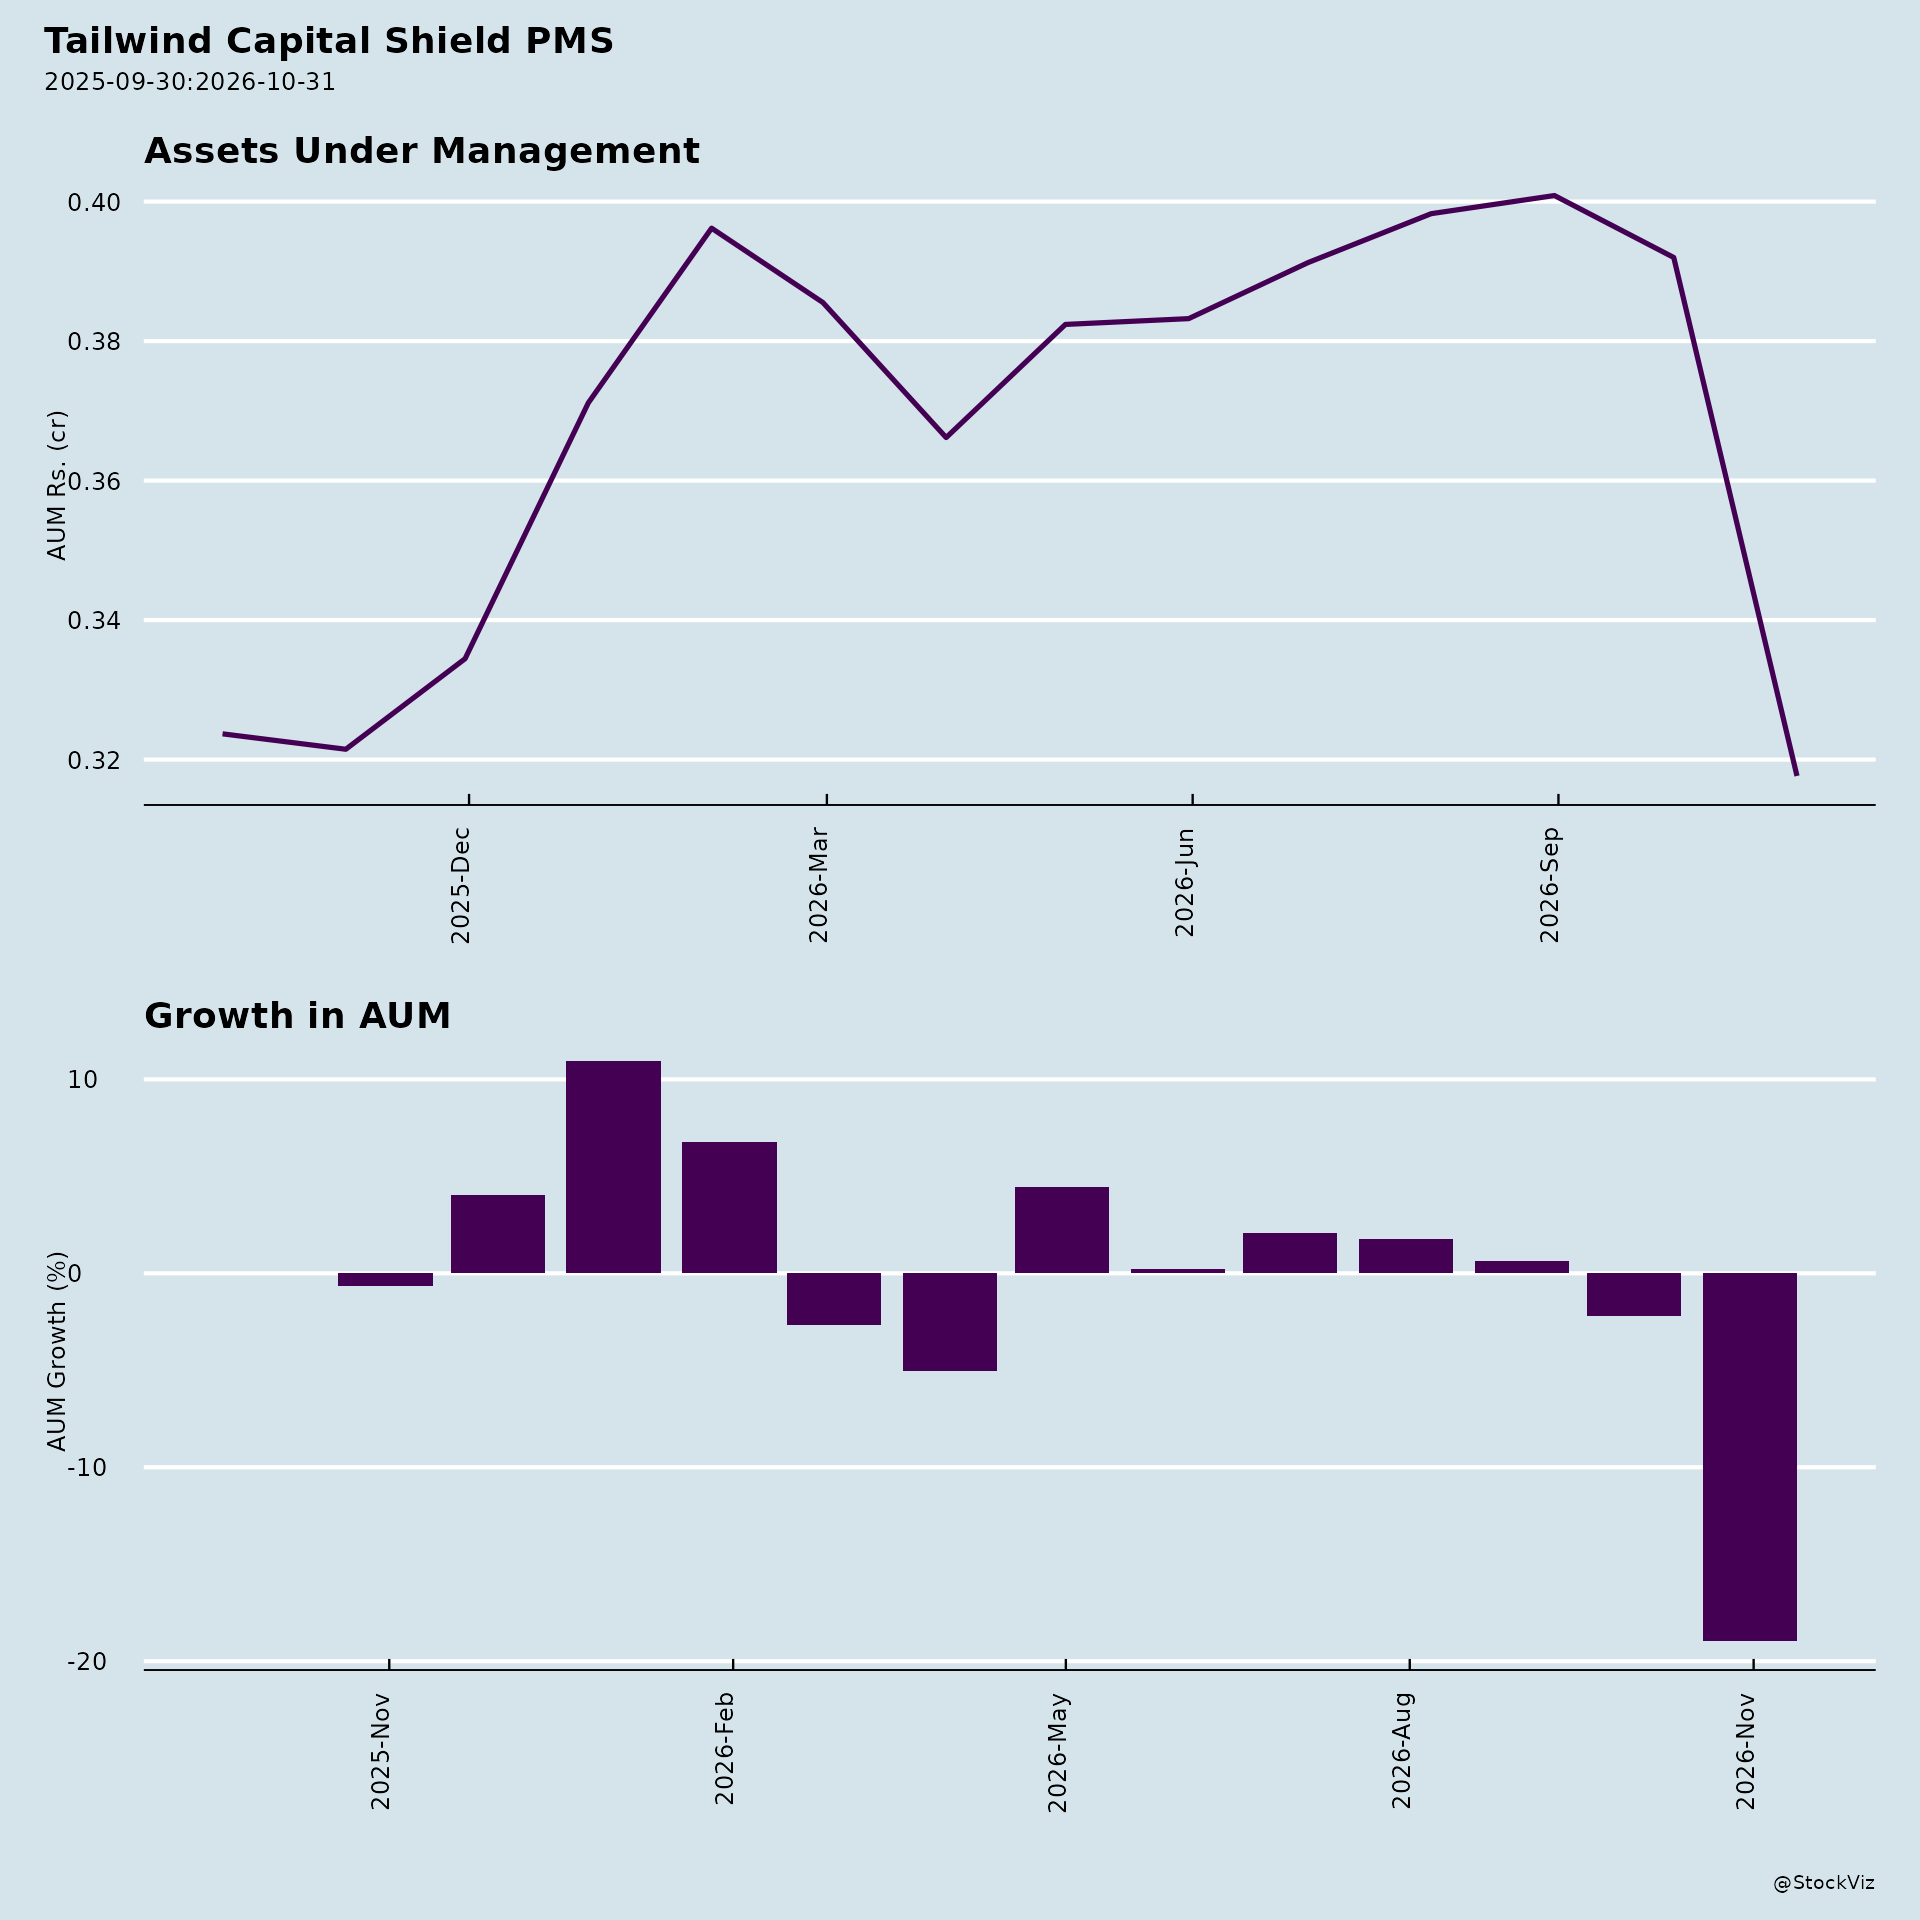 Tailwind Capital Shield PMS
2025-09-30:2026-10-31
Assets Under Management
AUM Rs. (cr)
0.40
0.38
0.36
0.34
0.32
2025-Dec
2026-Mar
2026-Jun
2026-Sep
Growth in AUM
AUM Growth (%)
10
0
-10
-20
2025-Nov
2026-Feb
2026-May
2026-Aug
2026-Nov
@StockViz